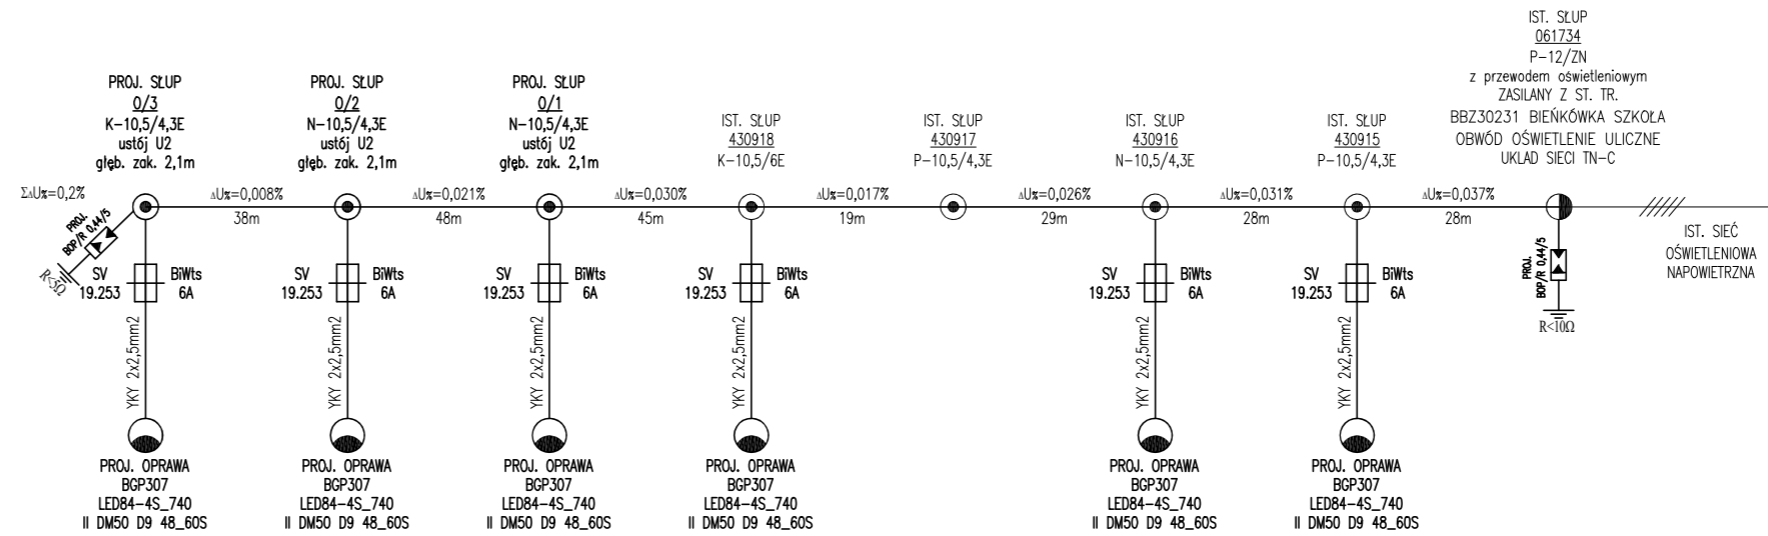 PROJ. SŁUP
0/3
K-10,5/4,3E
ustój U2
głęb. zak. 2,1m
PROJ. SŁUP
0/2
N-10,5/4,3E
ustój U2
głęb. zak. 2,1m
PROJ. SŁUP
0/1
N-10,5/4,3E
ustój U2
głęb. zak. 2,1m
IST. SŁUP
430918
K-10,5/6E
IST. SŁUP
430917
P-10,5/4,3E
IST. SŁUP
430916
N-10,5/4,3E
IST. SŁUP
430915
P-10,5/4,3E
IST. SŁUP
061734
P-12/ZN
z przewodem oświetleniowym
ZASILANY Z ST. TR.
BBZ30231 BIEŃKÓWKA SZKOŁA
OBWÓD OŚWIETLENIE ULICZNE
UKLAD SIECI TN-C
Σ∆U%=0,2%
∆U%=0,008%
38m
∆U%=0,021%
48m
∆U%=0,030%
45m
∆U%=0,017%
19m
∆U%=0,026%
29m
∆U%=0,031%
28m
∆U%=0,037%
28m
IST. SIEĆ
OŚWIETLENIOWA
NAPOWIETRZNA
PROJ.
BOP/R 0,44/5
R<5Ω
PROJ.
BOP/R 0,44/5
R<10Ω
SV
19.253
BiWts
6A
SV
19.253
BiWts
6A
SV
19.253
BiWts
6A
SV
19.253
BiWts
6A
SV
19.253
BiWts
6A
SV
19.253
BiWts
6A
YKY 2x2,5mm2
YKY 2x2,5mm2
YKY 2x2,5mm2
YKY 2x2,5mm2
YKY 2x2,5mm2
YKY 2x2,5mm2
PROJ. OPRAWA
BGP307
LED84-4S_740
II DM50 D9 48_60S
PROJ. OPRAWA
BGP307
LED84-4S_740
II DM50 D9 48_60S
PROJ. OPRAWA
BGP307
LED84-4S_740
II DM50 D9 48_60S
PROJ. OPRAWA
BGP307
LED84-4S_740
II DM50 D9 48_60S
PROJ. OPRAWA
BGP307
LED84-4S_740
II DM50 D9 48_60S
PROJ. OPRAWA
BGP307
LED84-4S_740
II DM50 D9 48_60S